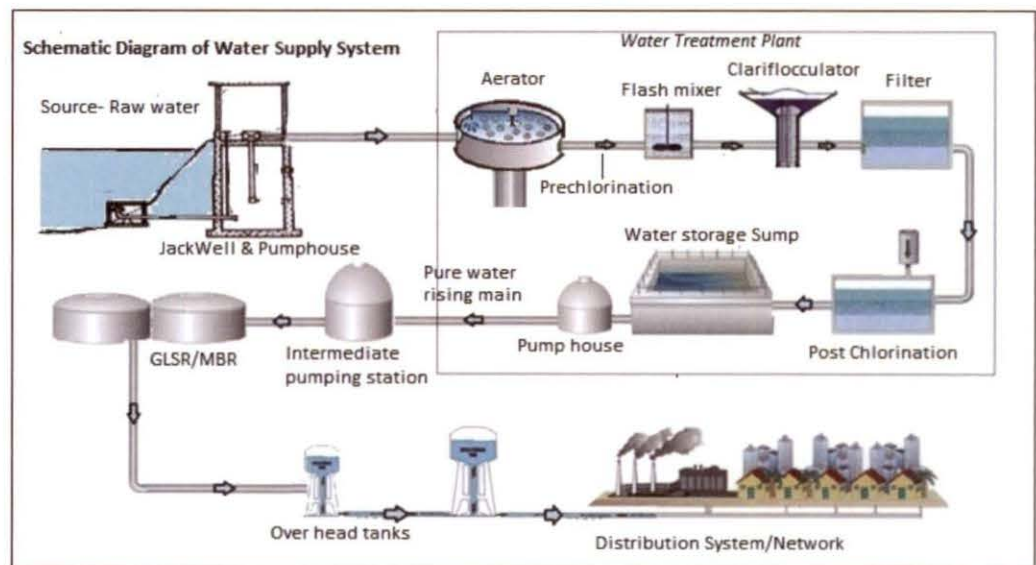 Schematic Diagram of Water Supply System
Water Treatment Plant
Source- Raw water
Aerator
Flash mixer
Clariflocculator
Filter
Prechlorination
JackWell & Pumphouse
Water storage Sump
Pure water
rising main
Post Chlorination
Pump house
Intermediate
pumping station
GLSR/MBR
Over head tanks
Distribution System/Network